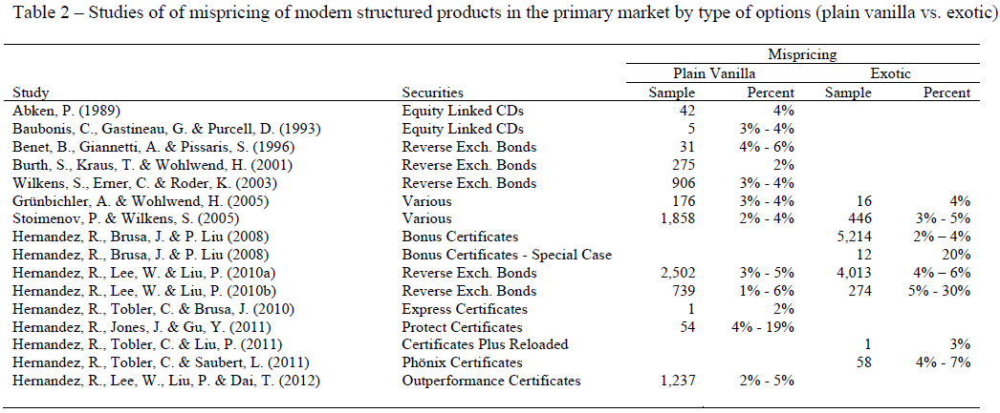 Table 2 – Studies of of mispricing of modern structured products in the primary market by type of options (plain vanilla vs. exotic)
Mispricing
Plain Vanilla Exotic
Study Securities Sample Percent Sample Percent
Abken, P. (1989) Equity Linked CDs 42 4%
Baubonis, C., Gastineau, G. & Purcell, D. (1993) Equity Linked CDs 5 3% - 4%
Benet, B., Giannetti, A. & Pissaris, S. (1996) Reverse Exch. Bonds 31 4% - 6%
Burth, S., Kraus, T. & Wohlwend, H. (2001) Reverse Exch. Bonds 275 2%
Wilkens, S., Erner, C. & Roder, K. (2003) Reverse Exch. Bonds 906 3% - 4%
Grünbichler, A. & Wohlwend, H. (2005) Various 176 3% - 4% 16 4%
Stoimenov, P. & Wilkens, S. (2005) Various 1,858 2% - 4% 446 3% - 5%
Hernandez, R., Brusa, J. & P. Liu (2008) Bonus Certificates 5,214 2% – 4%
Hernandez, R., Brusa, J. & P. Liu (2008) Bonus Certificates - Special Case 12 20%
Hernandez, R., Lee, W. & Liu, P. (2010a) Reverse Exch. Bonds 2,502 3% - 5% 4,013 4% – 6%
Hernandez, R., Lee, W. & Liu, P. (2010b) Reverse Exch. Bonds 739 1% - 6% 274 5% - 30%
Hernandez, R., Tobler, C. & Brusa, J. (2010) Express Certificates 1 2%
Hernandez, R., Jones, J. & Gu, Y. (2011) Protect Certificates 54 4% - 19%
Hernandez, R., Tobler, C. & Liu, P. (2011) Certificates Plus Reloaded 1 3%
Hernandez, R., Tobler, C. & Saubert, L. (2011) Phönix Certificates 58 4% - 7%
Hernandez, R., Lee, W., Liu, P. & Dai, T. (2012) Outperformance Certificates 1,237 2% - 5%